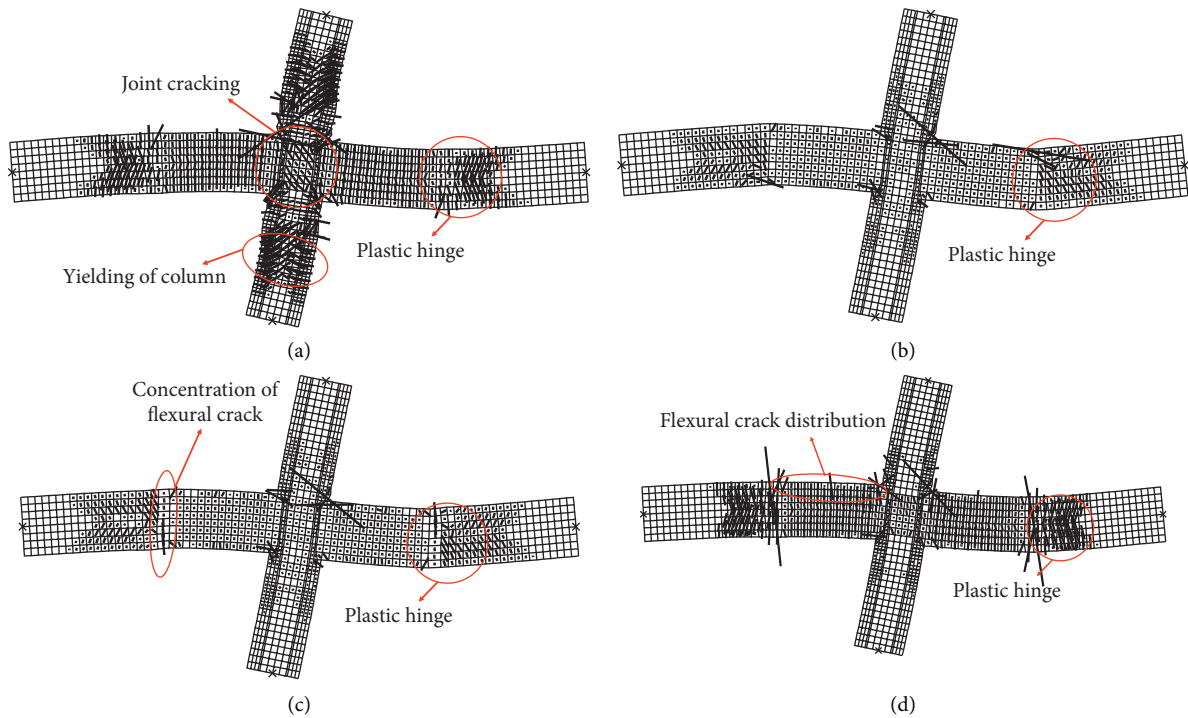 Joint cracking
Plastic hinge
Yielding of column
(a)
Plastic hinge
(b)
Concentration of
flexural crack
Plastic hinge
(c)
Flexural crack distribution
Plastic hinge
(d)